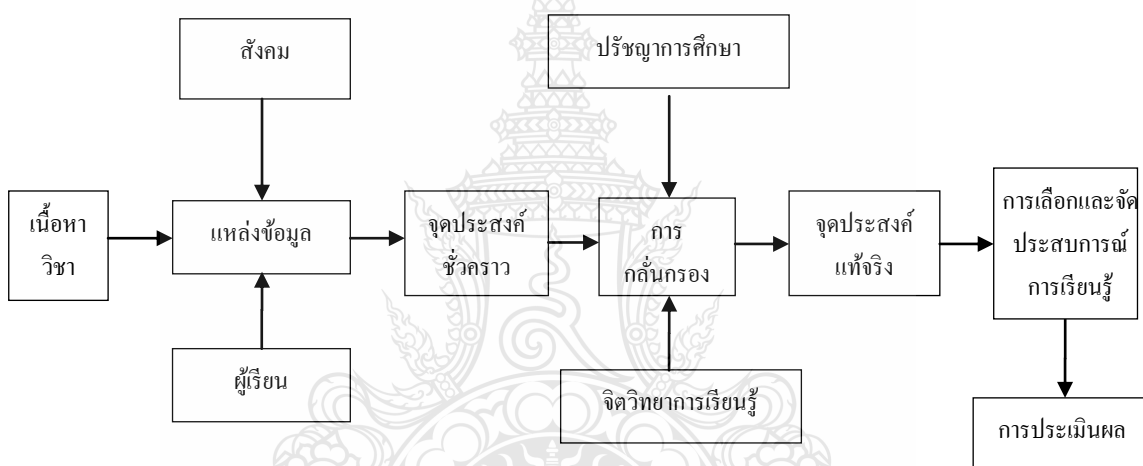 สังคม
ปรัชญาการศึกษา
เนื้อหา
วิชา
แหล่งข้อมูล
จุดประสงค์
ชั่วคราว
การ
กลั่นกรอง
จุดประสงค์
แท้จริง
การเลือกและจัด
ประสบการณ์
การเรียนรู้
ผู้เรียน
จิตวิทยาการเรียนรู้
การประเมินผล